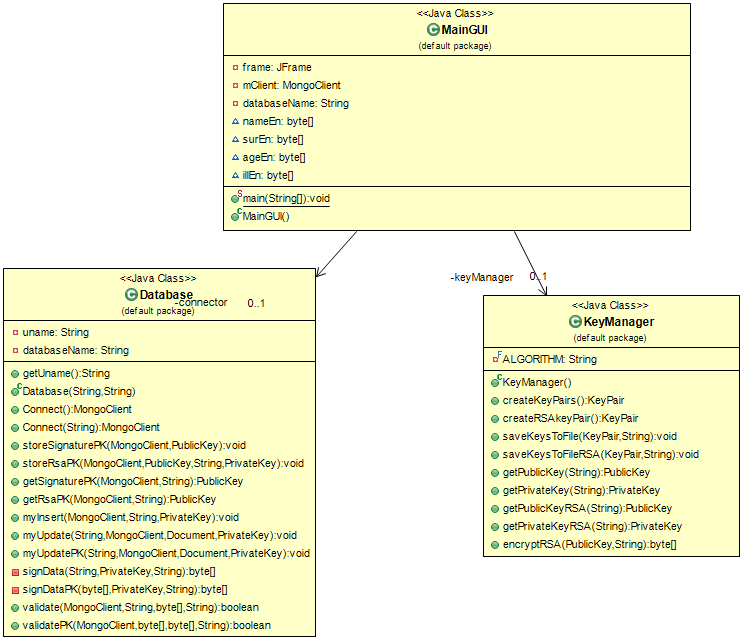 <<Java Class>>
MainGUI
(default package)
frame: JFrame
mClient: MongoClient
databaseName: String
nameEn: byte[]
surEn: byte[]
ageEn: byte[]
illEn: byte[]
main(String[]):void
MainGUI()
<<Java Class>>
Database
(default package)
-connector 0..1
uname: String
databaseName: String
getUname():String
Database(String,String)
Connect():MongoClient
Connect(String):MongoClient
storeSignaturePK(MongoClient,PublicKey):void
storeRsaPK(MongoClient,PublicKey,String,PrivateKey):void
getSignaturePK(MongoClient,String):PublicKey
getRsaPK(MongoClient,String):PublicKey
myInsert(MongoClient,String,PrivateKey):void
myUpdate(String,MongoClient,Document,PrivateKey):void
myUpdatePK(String,MongoClient,Document,PrivateKey):void
signData(String,PrivateKey,String):byte[]
signDataPK(byte[],PrivateKey,String):byte[]
validate(MongoClient,String,byte[],String):boolean
validatePK(MongoClient,byte[],byte[],String):boolean
-keyManager 0..1
<<Java Class>>
KeyManager
(default package)
ALGORITHM: String
KeyManager()
createKeyPairs():KeyPair
createRSAkeyPair():KeyPair
saveKeysToFile(KeyPair,String):void
saveKeysToFileRSA(KeyPair,String):void
getPublicKey(String):PublicKey
getPrivateKey(String):PrivateKey
getPublicKeyRSA(String):PublicKey
getPrivateKeyRSA(String):PrivateKey
encryptRSA(PublicKey,String):byte[]